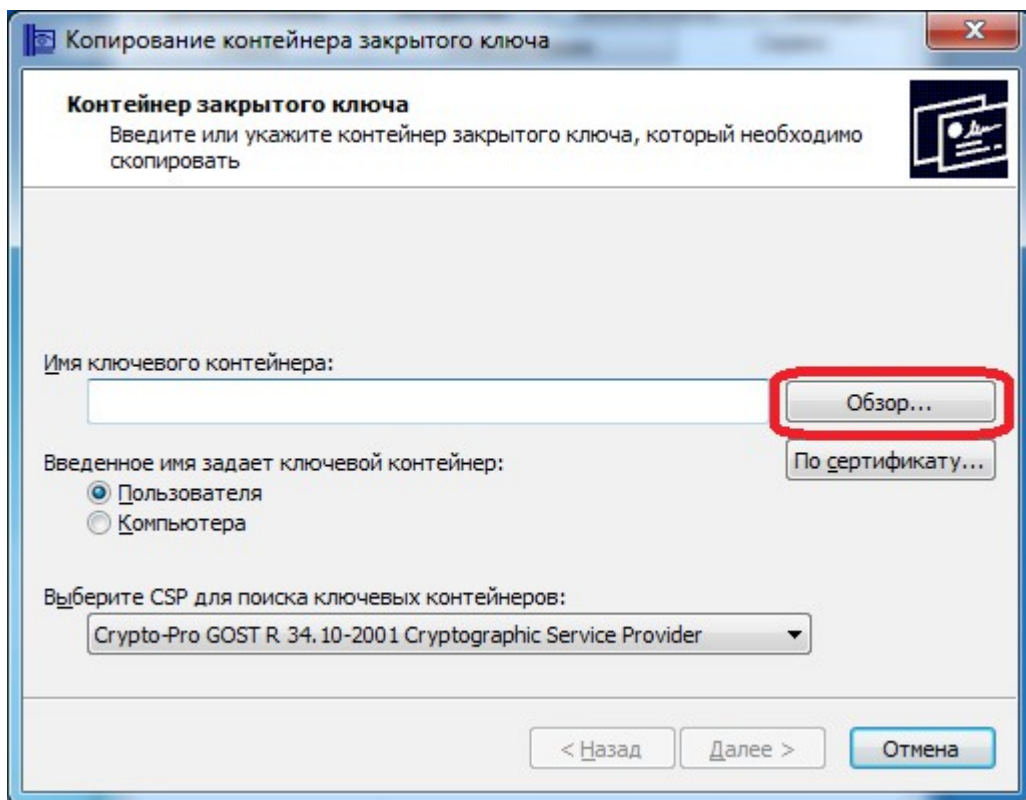 Копирование контейнера закрытого ключа
Контейнер закрытого ключа
Введите или укажите контейнер закрытого ключа, который необходимо
скопировать
Имя ключевого контейнера:
Обзор...
Введенное имя задает ключевой контейнер:
По сертификату...
Пользователя
Компьютера
Выберите CSP для поиска ключевых контейнеров:
Crypto-Pro GOST R 34.10-2001 Cryptographic Service Provider
< Назад
Далее >
Отмена